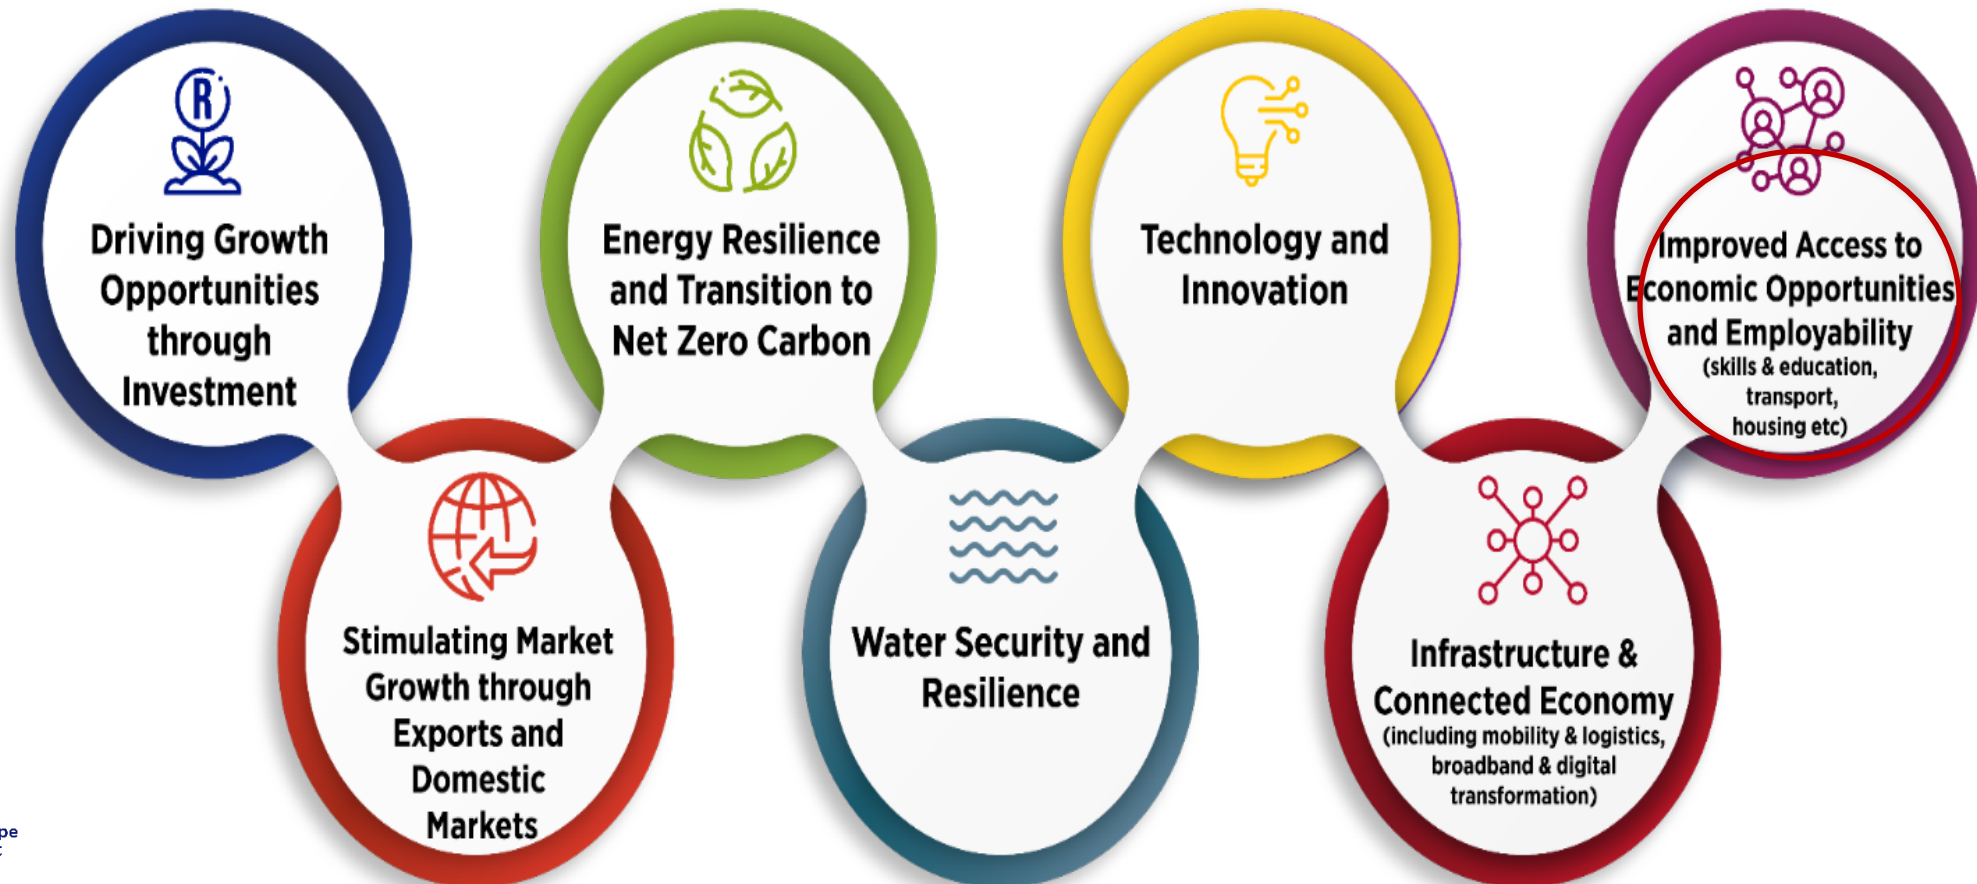 R
Driving Growth
Opportunities
through
Investment
Stimulating Market
Growth through
Exports and
Domestic
Markets
Energy Resilience
and Transition to
Net Zero Carbon
Water Security and
Resilience
Technology and
Innovation
Infrastructure &
Connected Economy
(including mobility & logistics,
broadband & digital
transformation)
Improved Access to
Economic Opportunities
and Employability
(skills & education,
transport,
housing etc)
pe